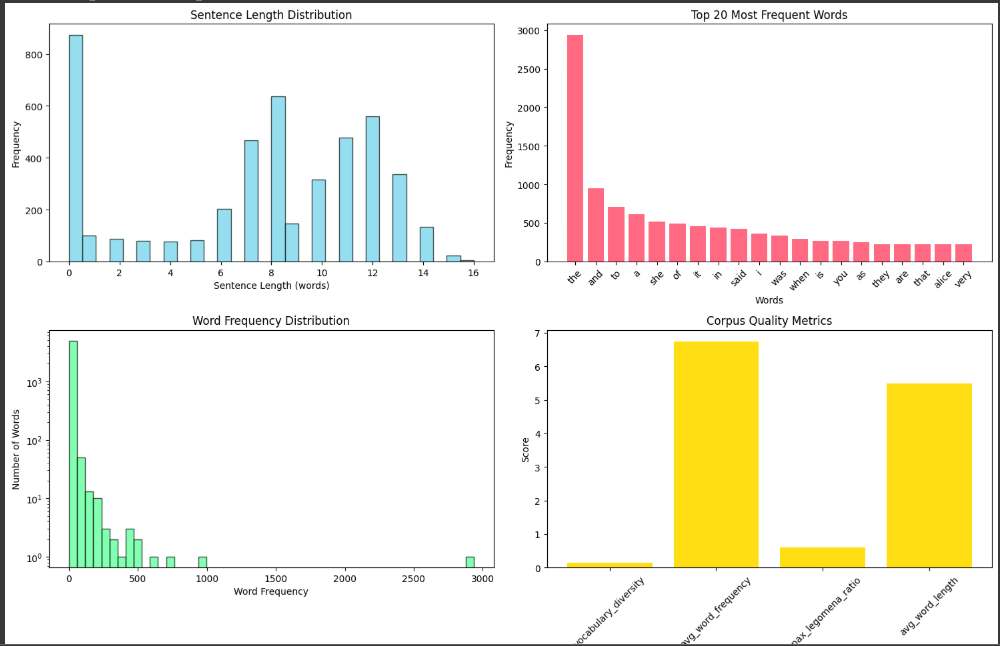 Sentence Length Distribution
800
600
400
200
0
Frequency
0 2 4 6 8 10 12 14 16
Sentence Length (words)
Top 20 Most Frequent Words
3000
2500
2000
1500
1000
500
0
Frequency
the and to a she of it in said i was when is you as they are that alice very
Words
Word Frequency Distribution
10³
10²
10¹
10⁰
Number of Words
0 500 1000 1500 2000 2500 3000
Word Frequency
Corpus Quality Metrics
7
6
5
4
3
2
1
0
Score
ocabulary_diversity vg_word_frequency pax_legomena_ratio avg_word_length